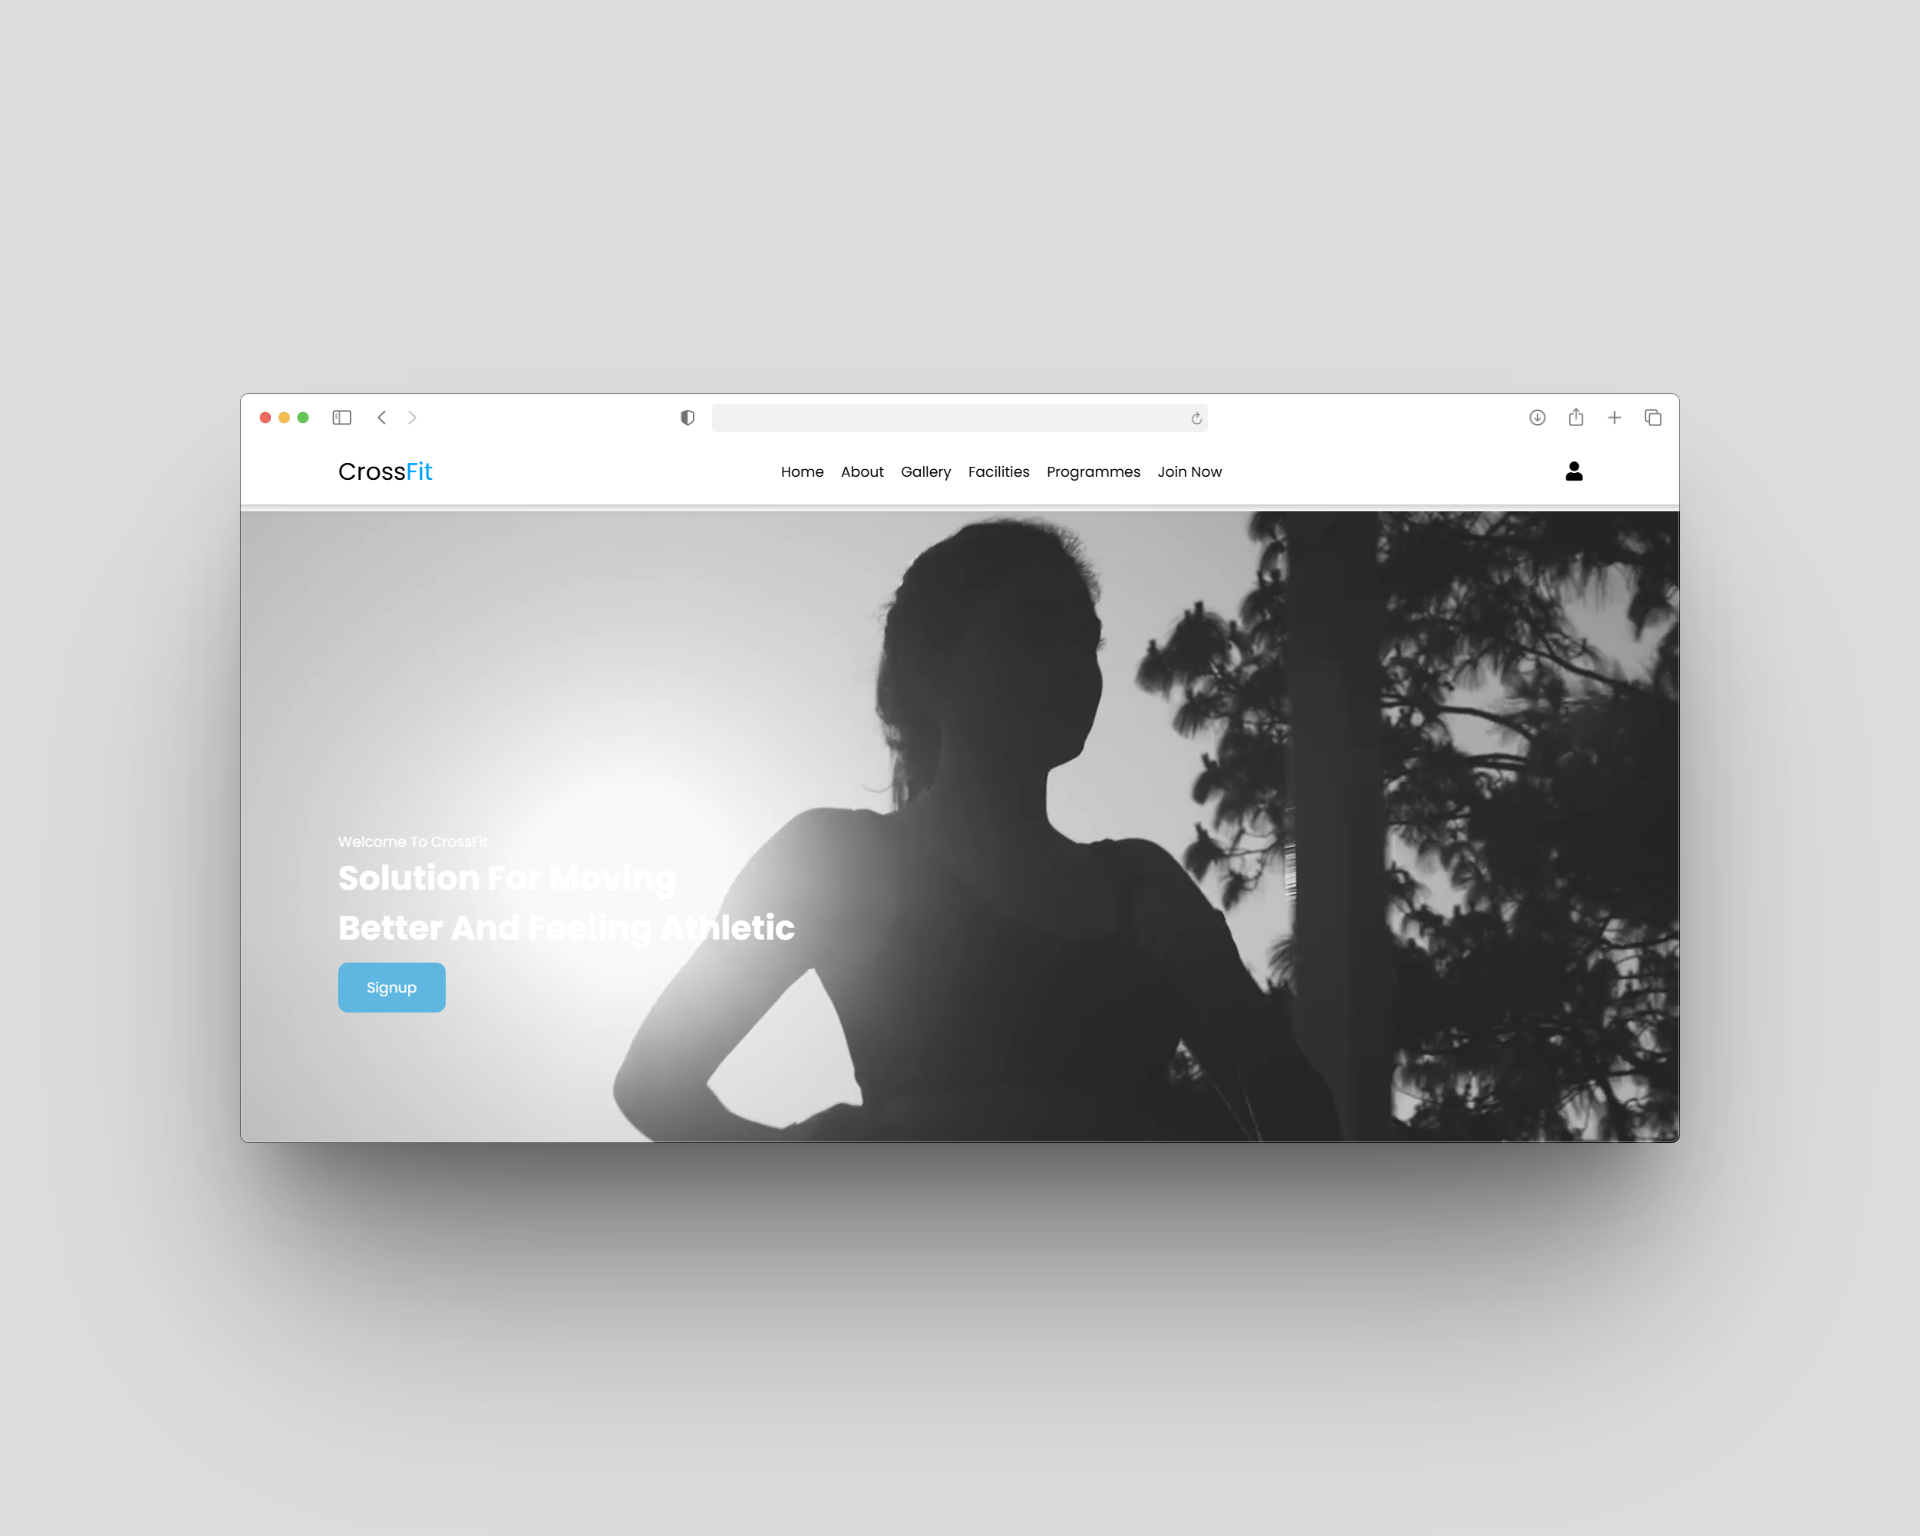 CrossFit
Home About Gallery Facilities Programmes Join Now
Welcome To CrossFit
Solution For Moving
Better And Feeling Athletic
Signup